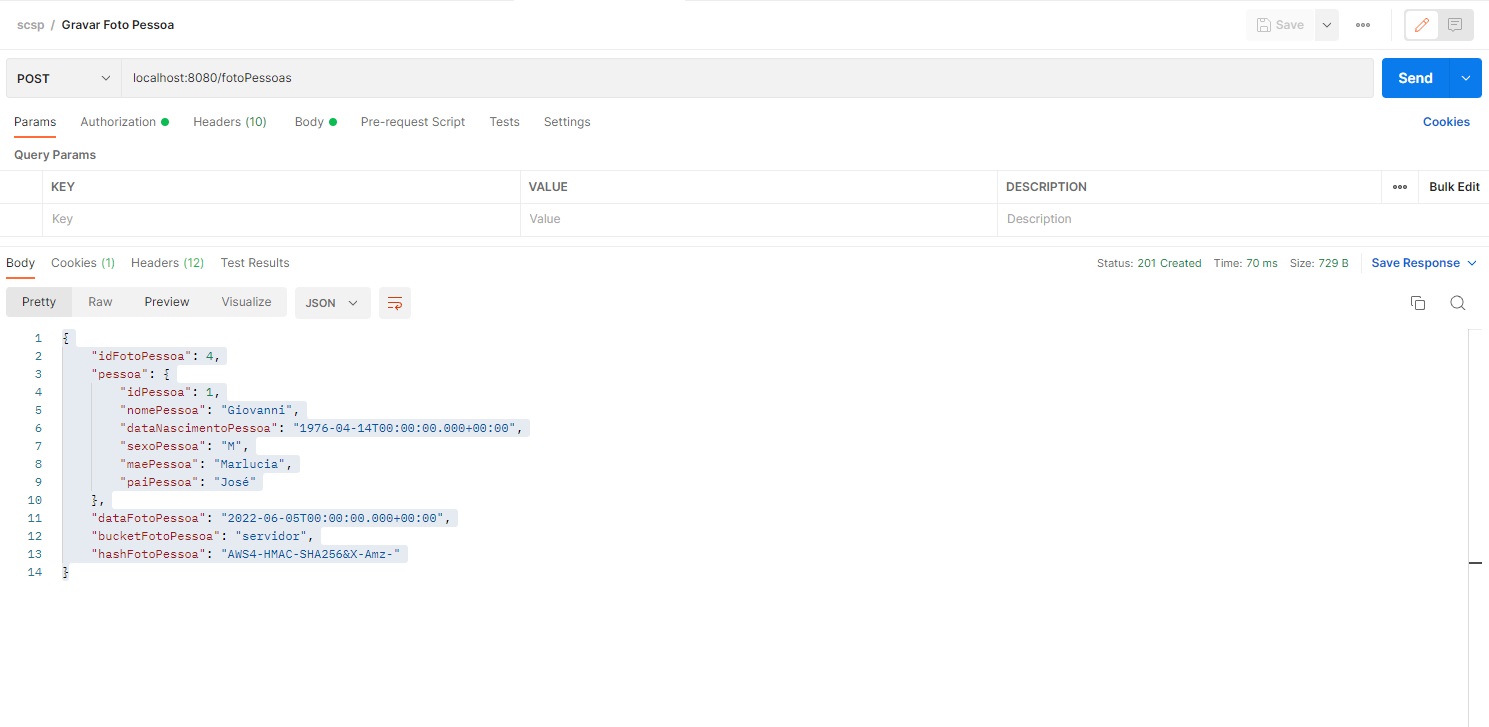 scsp / Gravar Foto Pessoa Save
POST localhost:8080/fotoPessoas Send
Params Authorization Headers (10) Body Pre-request Script Tests Settings Cookies
Query Params
KEY VALUE DESCRIPTION Bulk Edit
Key Value Description
Body Cookies (1) Headers (12) Test Results Status: 201 Created Time: 70 ms Size: 729 B Save Response
Pretty Raw Preview Visualize JSON
1 {
2 "idFotoPessoa": 4,
3 "pessoa": {
4 "idPessoa": 1,
5 "nomePessoa": "Giovanni",
6 "dataNascimentoPessoa": "1976-04-14T00:00:00.000+00:00",
7 "sexoPessoa": "M",
8 "maePessoa": "Marlucia",
9 "paiPessoa": "José"
10 },
11 "dataFotoPessoa": "2022-06-05T00:00:00.000+00:00",
12 "bucketFotoPessoa": "servidor",
13 "hashFotoPessoa": "AWS4-HMAC-SHA256&X-Amz-"
14 }